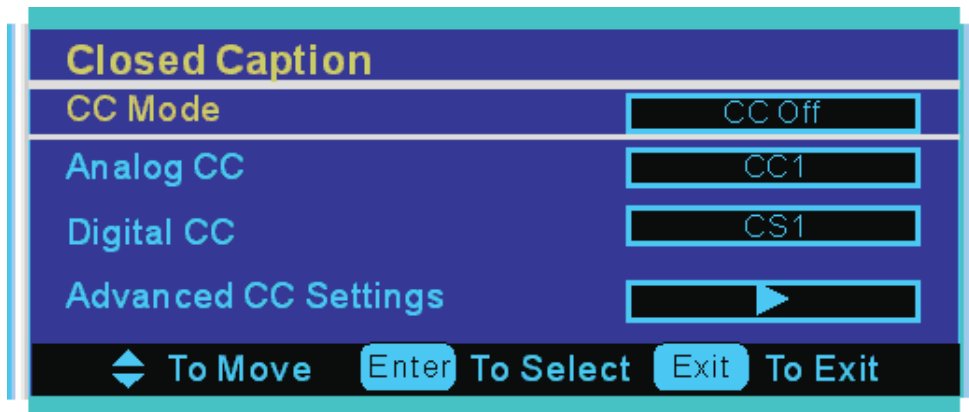 Closed Caption
CC Mode CC Off
Analog CC CC1
Digital CC CS1
Advanced CC Settings
To Move Enter To Select Exit To Exit